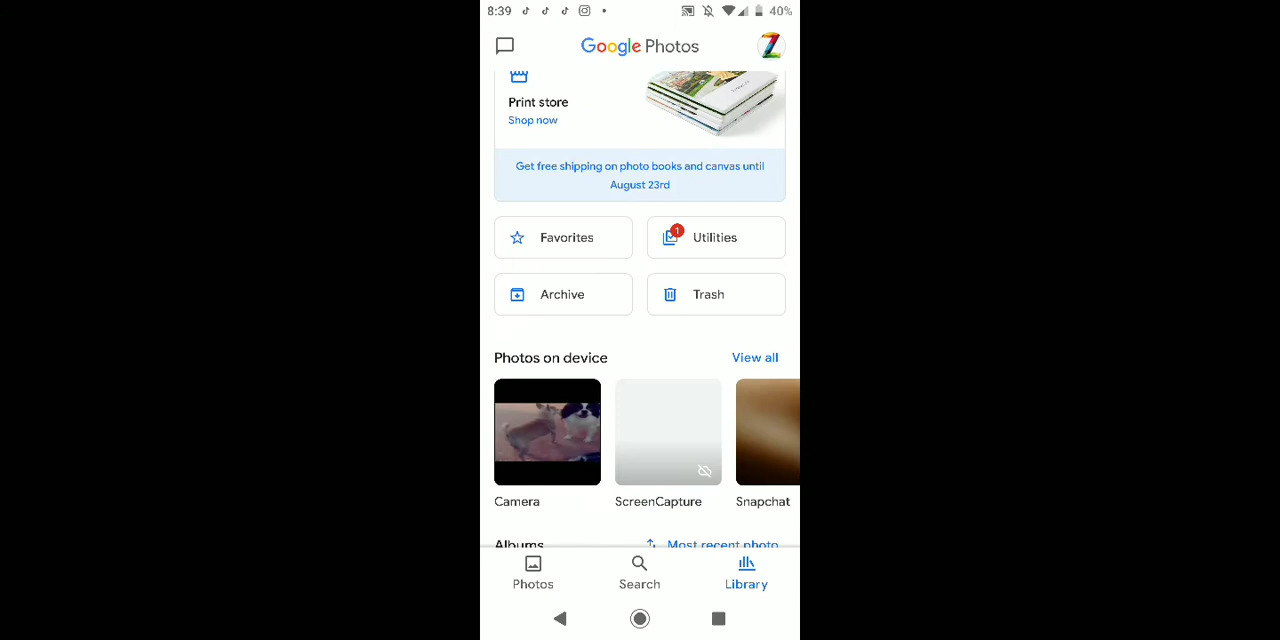 8:39
40%
Google Photos
Print store
Shop now
Get free shipping on photo books and canvas until
August 23rd
Favorites
1
Utilities
Archive
Trash
Photos on device
View all
Camera
ScreenCapture
Snapchat
Albums
Most recent photo
Photos
Search
Library